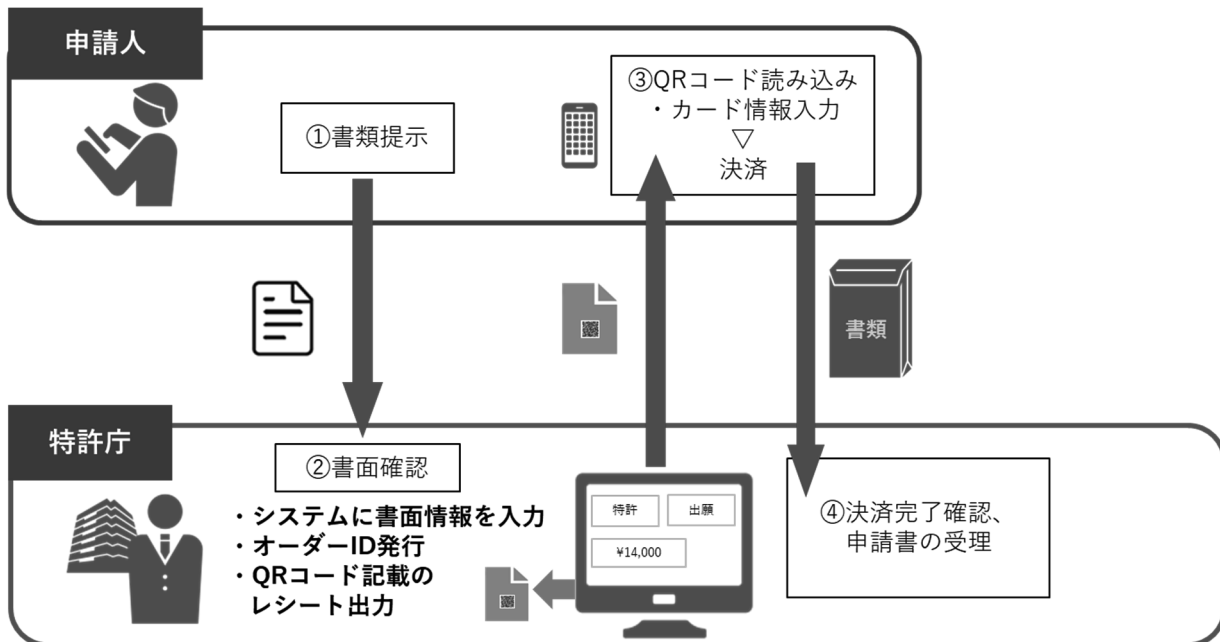 申請人
①書類提示
③QRコード読み込み
・カード情報入力
▽
決済
書類
特許庁
②書面確認
・システムに書面情報を入力
・オーダーID発行
・QRコード記載の
レシート出力
特許
出願
¥14,000
④決済完了確認、
申請書の受理